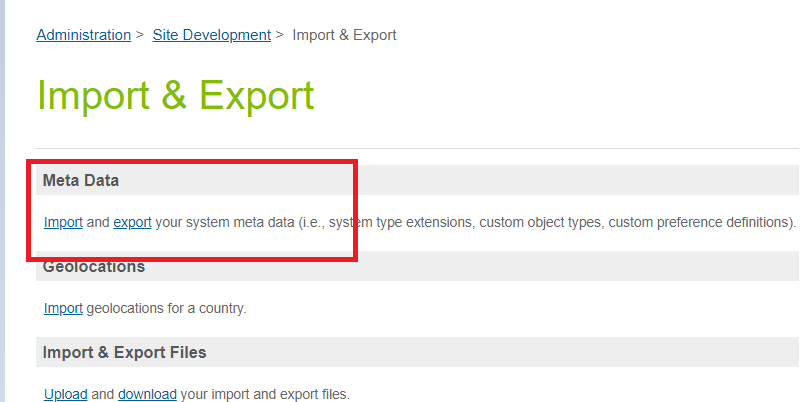 Administration > Site Development > Import & Export
Import & Export
Meta Data
Import and export your system meta data (i.e., system type extensions, custom object types, custom preference definitions).
Geolocations
Import geolocations for a country.
Import & Export Files
Upload and download your import and export files.